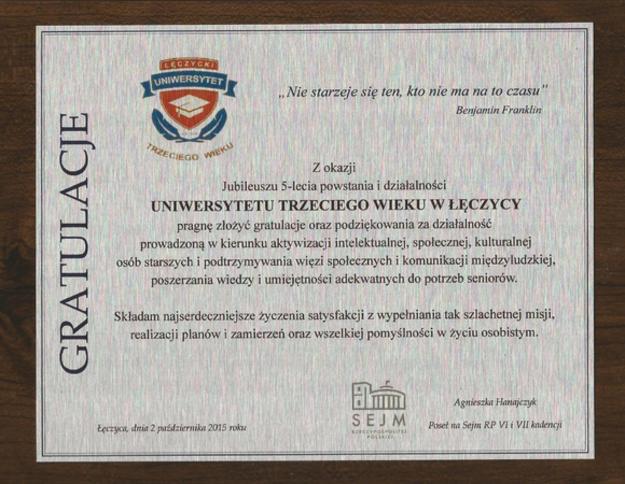 GRATULACJE
ŁĘCZYCKI
UNIWERSYTET
TRZECIEGO WIEKU
„Nie starzeje się ten, kto nie ma na to czasu"
Benjamin Franklin
Z okazji
Jubileuszu 5-lecia powstania i działalności
UNIWERSYTETU TRZECIEGO WIEKU W ŁĘCZYCY
pragnę złożyć gratulacje oraz podziękowania za działalność
prowadzoną w kierunku aktywizacji intelektualnej, społecznej, kulturalnej
osób starszych i podtrzymywania więzi społecznych i komunikacji międzyludzkiej,
poszerzania wiedzy i umiejętności adekwatnych do potrzeb seniorów.
Składam najserdeczniejsze życzenia satysfakcji z wypełniania tak szlachetnej misji,
realizacji planów i zamierzeń oraz wszelkiej pomyślności w życiu osobistym.
SEJM
RZECZYPOSPOLITEJ
POLSKIEJ
Agnieszka Hanajczyk
Łęczyca, dnia 2 października 2015 roku
Poseł na Sejm RP VI i VII kadencji